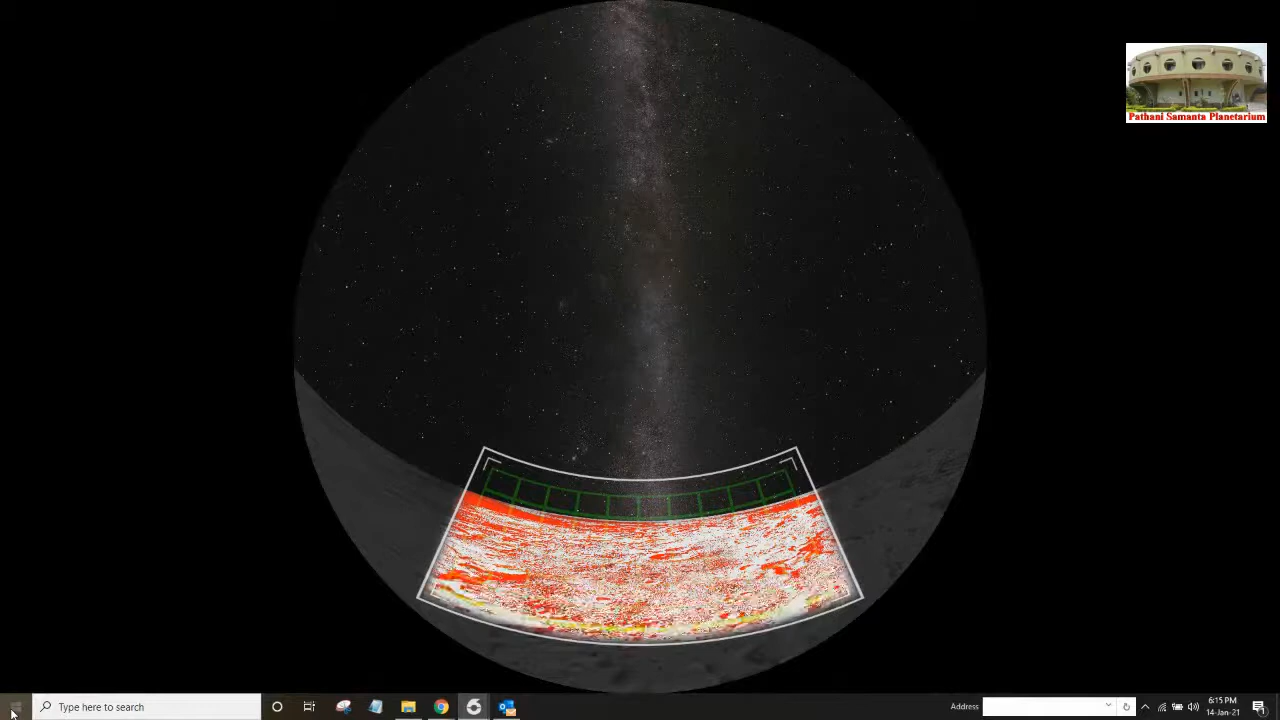 Pathani Samanta Planetarium
Type here to search
Address
6:15 PM
14-Jan-21